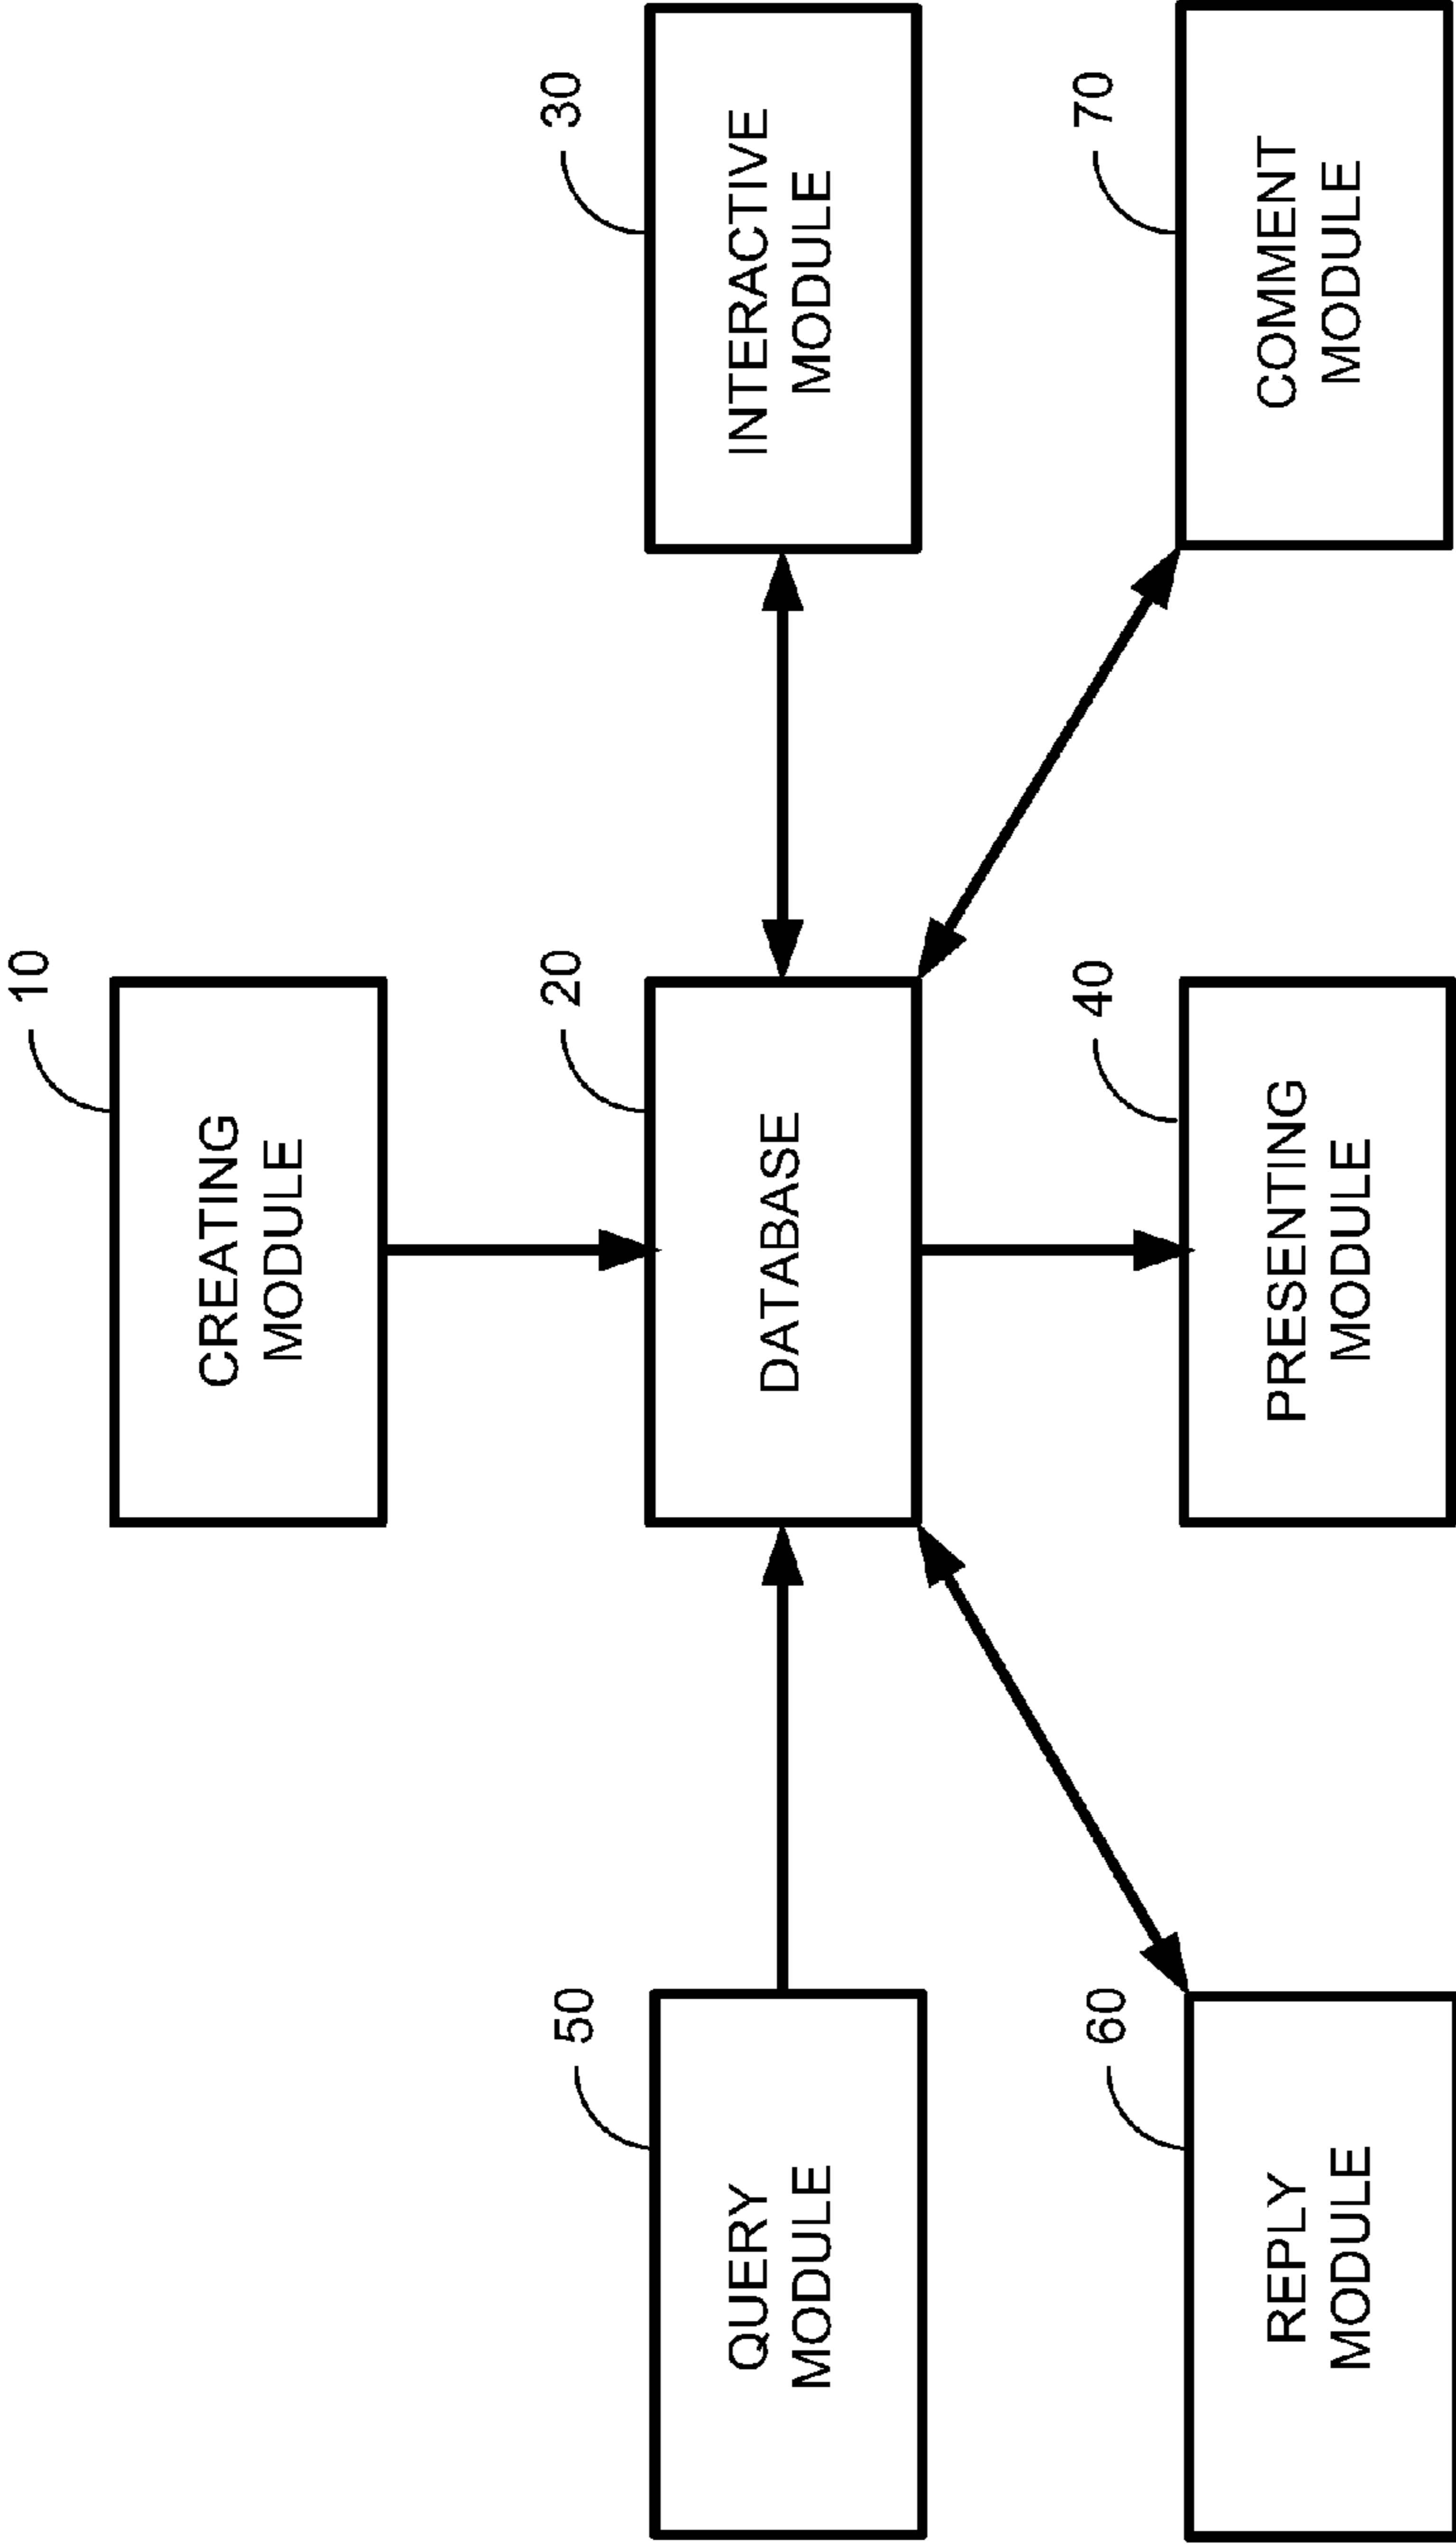 10
CREATING
MODULE
50
QUERY
MODULE
20
DATABASE
30
INTERACTIVE
MODULE
60
REPLY
MODULE
40
PRESENTING
MODULE
70
COMMENT
MODULE